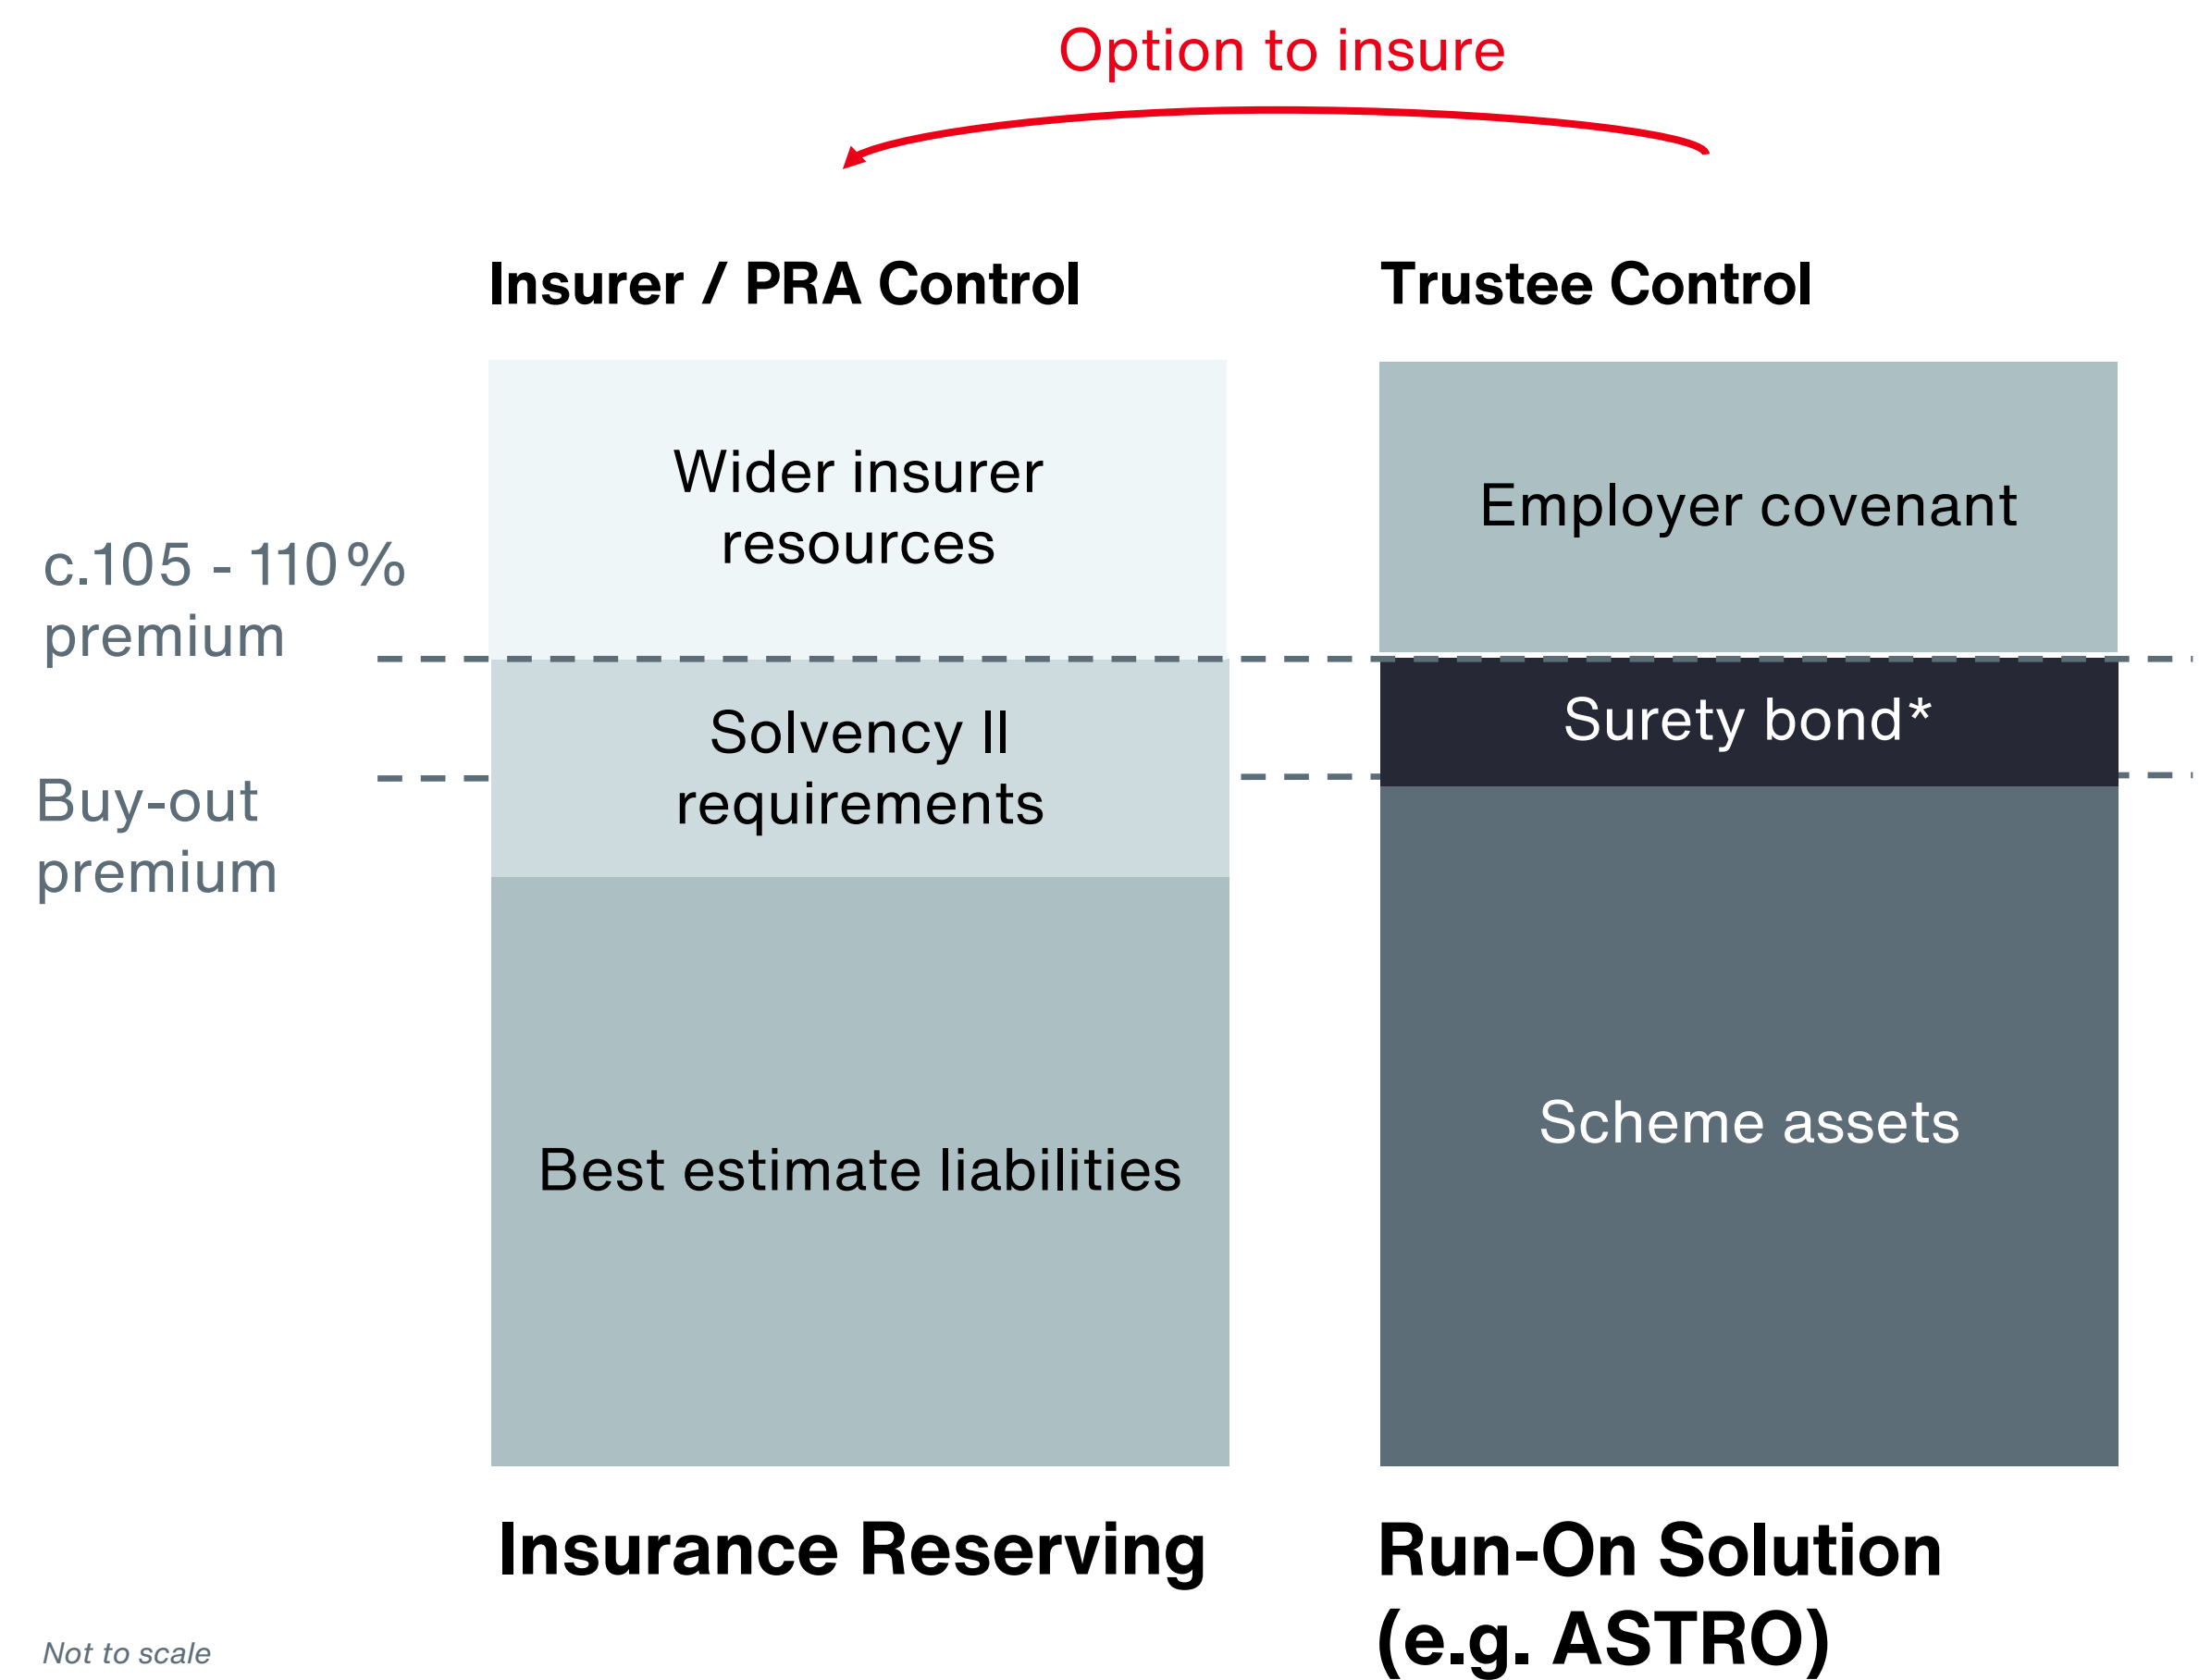 Option to insure
Insurer / PRA Control
Trustee Control
Wider insurer
resources
Employer covenant
c.105 - 110%
premium
Solvency II
requirements
Surety bond*
Buy-out
premium
Best estimate liabilities
Scheme assets
Insurance Reserving
Run-On Solution
(e.g. ASTRO)
Not to scale